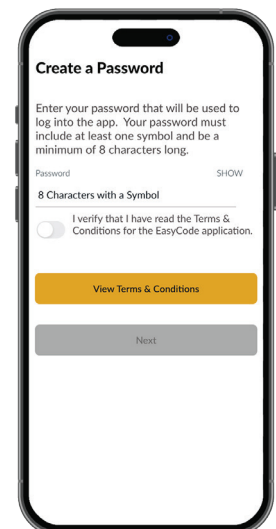 Create a Password
Enter your password that will be used to
log into the app.  Your password must
include at least one symbol and be a
minimum of 8 characters long.
Password SHOW
8 Characters with a Symbol
I verify that I have read the Terms &
Conditions for the EasyCode application.
View Terms & Conditions
Next